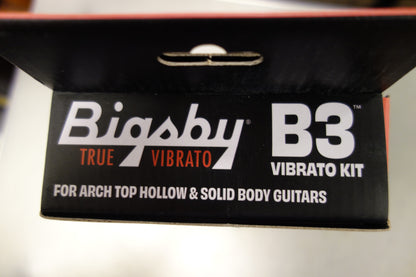 Bigsby® B3™
TRUE VIBRATO VIBRATO KIT
FOR ARCH TOP HOLLOW & SOLID BODY GUITARS